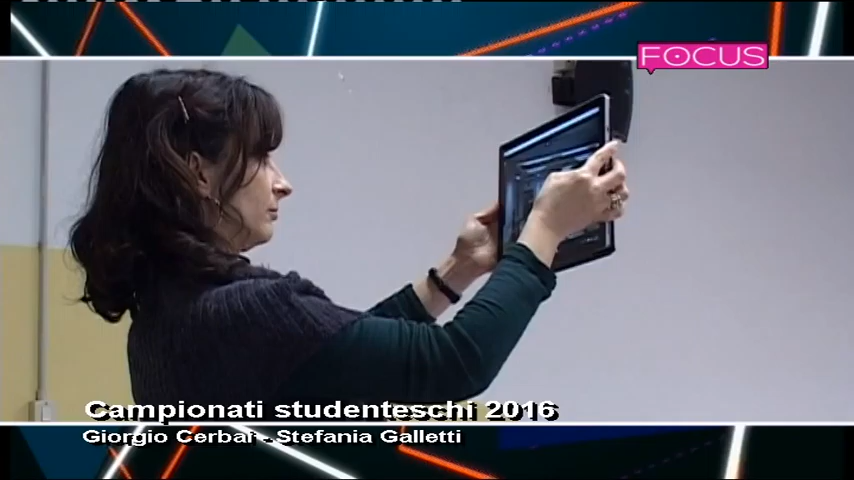 FOCUS
Campionati studenteschi 2016
Giorgio Cerbai - Stefania Galletti